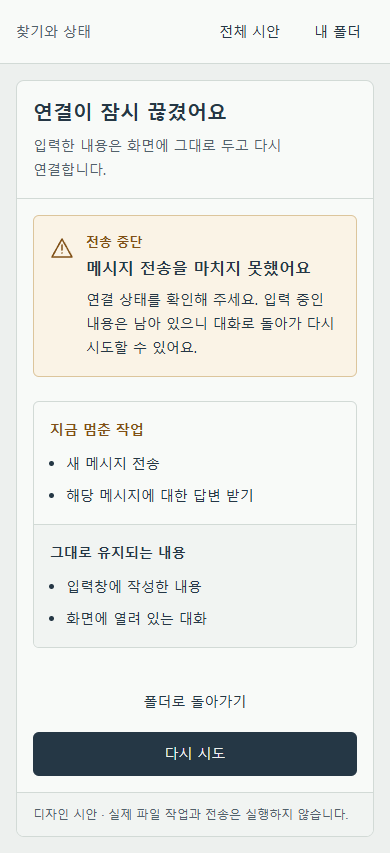 찾기와 상태
전체 시안
내 폴더
연결이 잠시 끊겼어요
입력한 내용은 화면에 그대로 두고 다시
연결합니다.
전송 중단
메시지 전송을 마치지 못했어요
연결 상태를 확인해 주세요. 입력 중인
내용은 남아 있으니 대화로 돌아가 다시
시도할 수 있어요.
지금 멈춘 작업
• 새 메시지 전송
• 해당 메시지에 대한 답변 받기
그대로 유지되는 내용
• 입력창에 작성한 내용
• 화면에 열려 있는 대화
폴더로 돌아가기
다시 시도
디자인 시안 · 실제 파일 작업과 전송은 실행하지 않습니다.